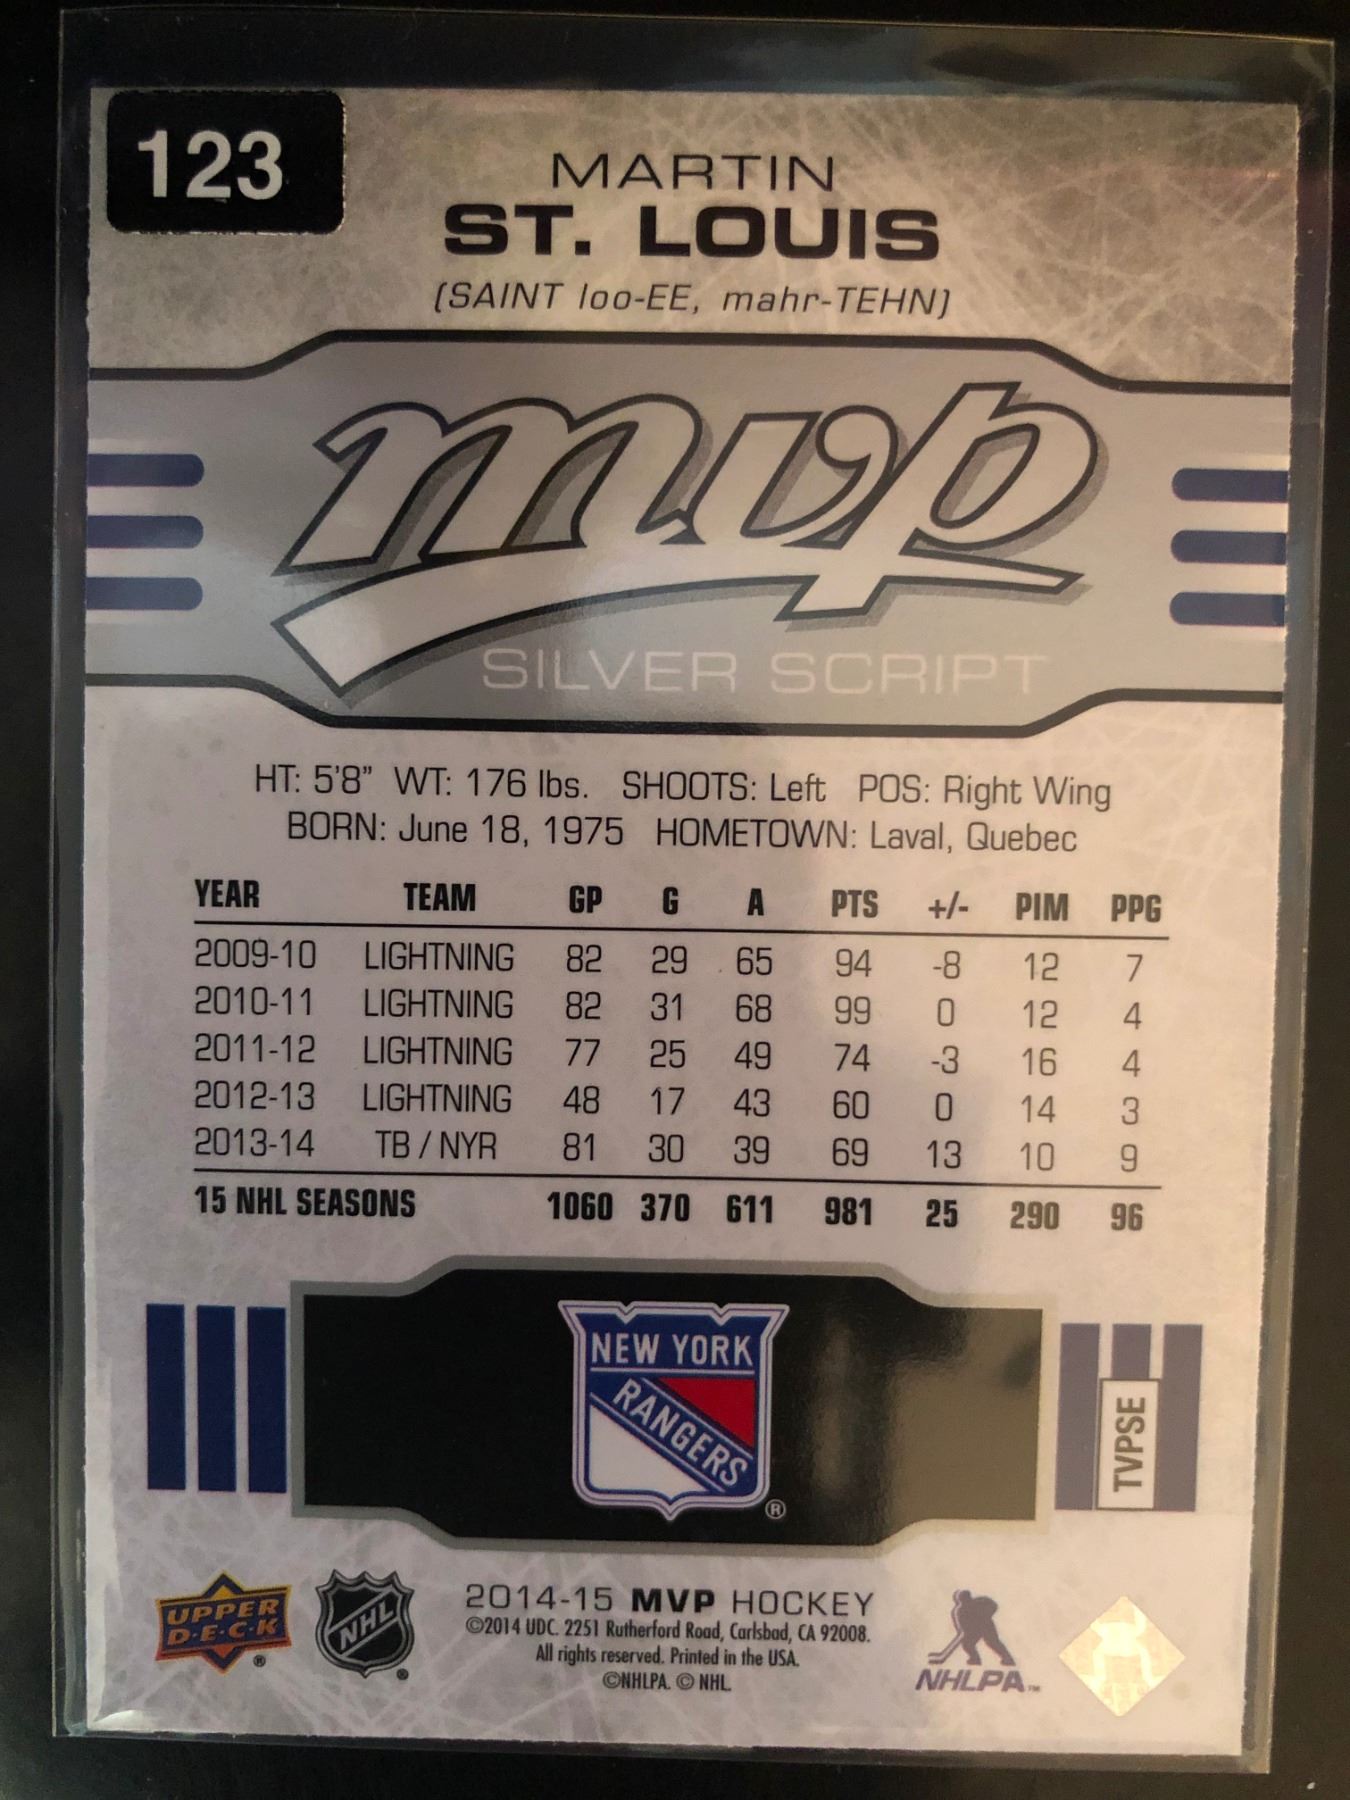 123
MARTIN
ST. LOUIS
(SAINT loo-EE, mahr-TEHN)
mvp
SILVER SCRIPT
HT: 5'8" WT: 176 lbs. SHOOTS: Left POS: Right Wing
BORN: June 18, 1975 HOMETOWN: Laval, Quebec
YEAR TEAM GP G A PTS +/- PIM PPG
2009-10 LIGHTNING 82 29 65 94 -8 12 7
2010-11 LIGHTNING 82 31 68 99 0 12 4
2011-12 LIGHTNING 77 25 49 74 -3 16 4
2012-13 LIGHTNING 48 17 43 60 0 14 3
2013-14 TB / NYR 81 30 39 69 13 10 9
15 NHL SEASONS 1060 370 611 981 25 290 96
NEW YORK
RANGERS
®
TVPSE
UPPER
D·E·C·K
®
NHL
®
2014-15 MVP HOCKEY
©2014 UDC. 2251 Rutherford Road, Carlsbad, CA 92008.
All rights reserved. Printed in the USA.
©NHLPA. © NHL.
NHLPA™